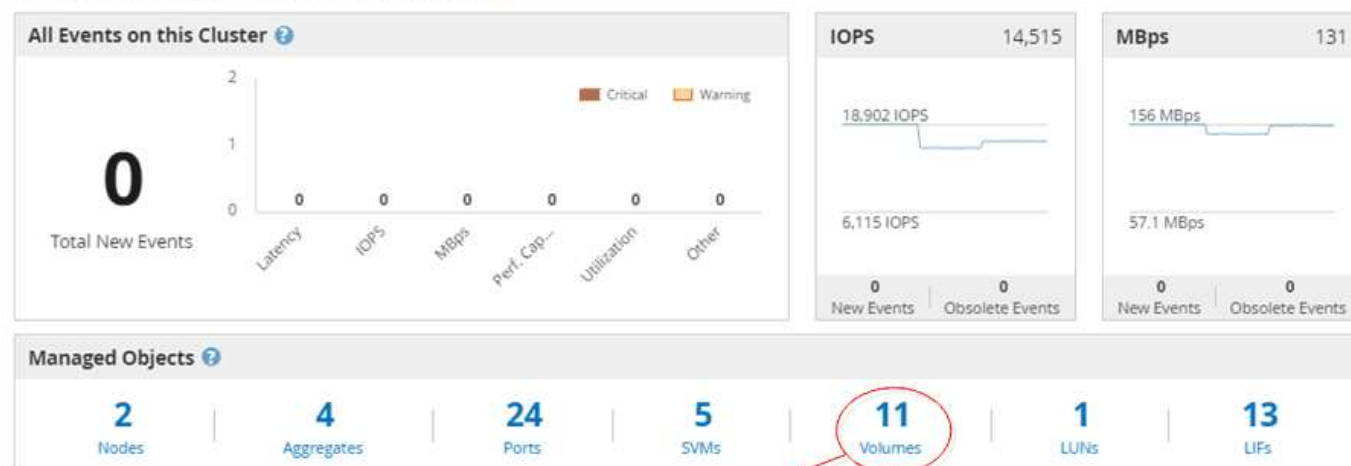 All Events on this Cluster
0
Total New Events
2
1
0
Critical
Warning
0 0 0 0 0 0
Latency
IOPS
MBps
Perf. Cap...
Utilization
Other
IOPS 14,515
18,902 IOPS
6,115 IOPS
0 0
New Events Obsolete Events
MBps 131
156 MBps
57.1 MBps
0 0
New Events Obsolete Events
Managed Objects
2 4 24 5 11 1 13
Nodes Aggregates Ports SVMs Volumes LUNs LIFs